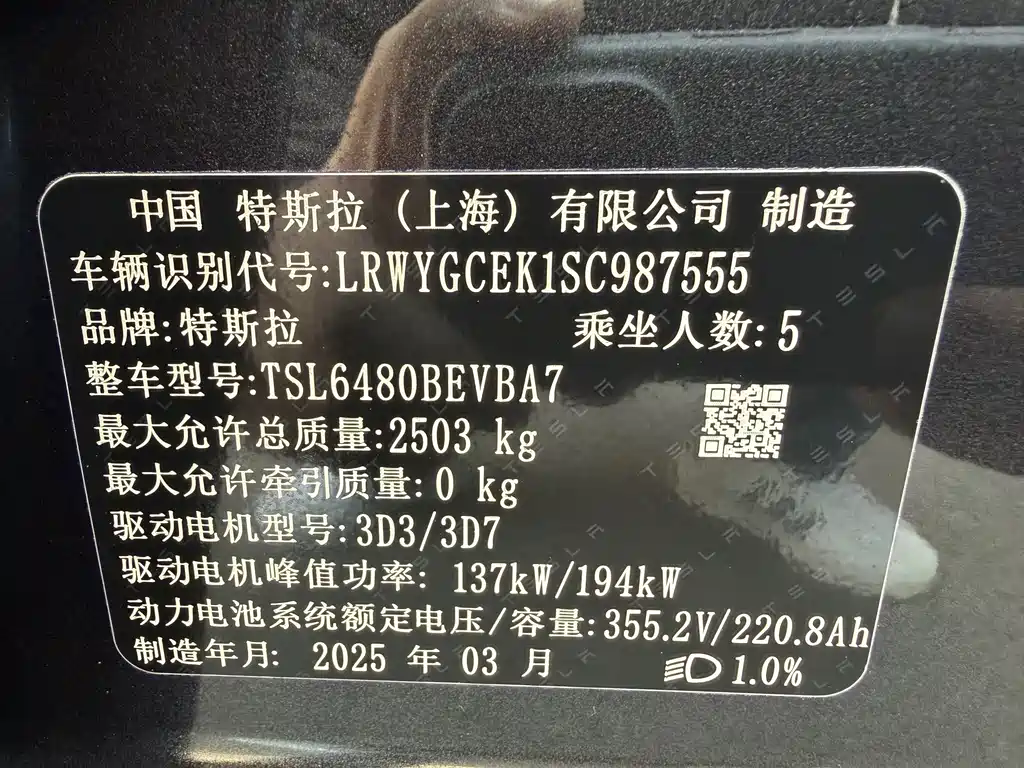 中国 特斯拉 (上海) 有限公司 制造
车辆识别代号:LRWYGCEK1SC987555
品牌:特斯拉 乘坐人数:5
整车型号:TSL6480BEVBA7
最大允许总质量:2503 kg
最大允许牵引质量:0 kg
驱动电机型号:3D3/3D7
驱动电机峰值功率: 137kW/194kW
动力电池系统额定电压/容量:355.2V/220.8Ah
制造年月: 2025 年 03 月 1.0%
TESLA